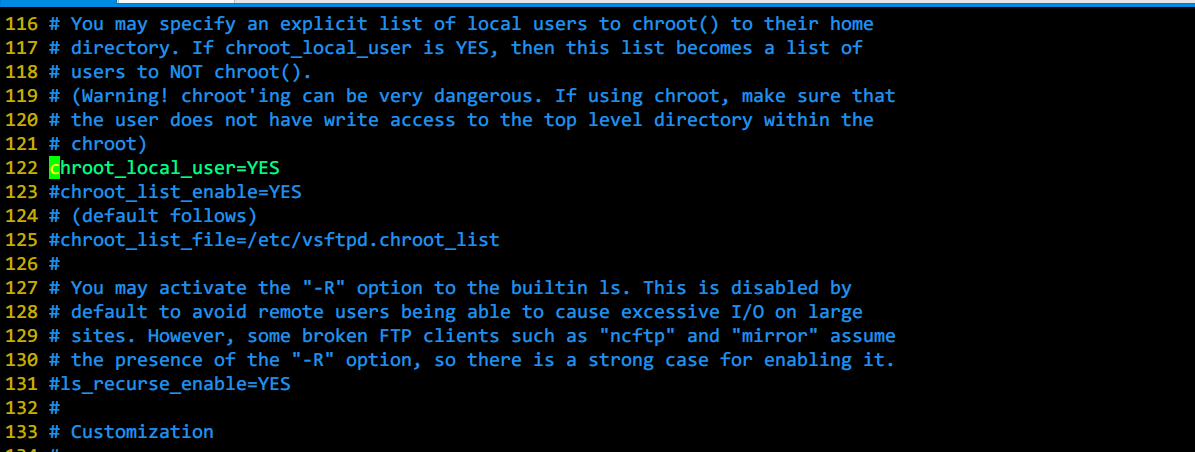 116 # You may specify an explicit list of local users to chroot() to their home
117 # directory. If chroot_local_user is YES, then this list becomes a list of
118 # users to NOT chroot().
119 # (Warning! chroot'ing can be very dangerous. If using chroot, make sure that
120 # the user does not have write access to the top level directory within the
121 # chroot)
122 chroot_local_user=YES
123 #chroot_list_enable=YES
124 # (default follows)
125 #chroot_list_file=/etc/vsftpd.chroot_list
126 #
127 # You may activate the "-R" option to the builtin ls. This is disabled by
128 # default to avoid remote users being able to cause excessive I/O on large
129 # sites. However, some broken FTP clients such as "ncftp" and "mirror" assume
130 # the presence of the "-R" option, so there is a strong case for enabling it.
131 #ls_recurse_enable=YES
132 #
133 # Customization